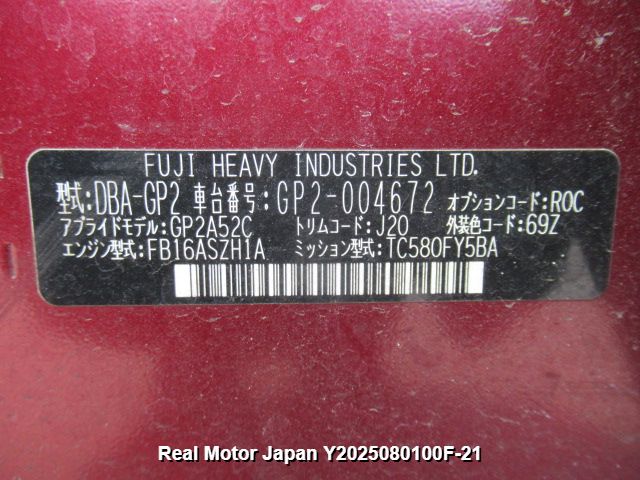 FUJI HEAVY INDUSTRIES LTD.
型式:DBA-GP2 車台番号:GP2-004672 オプションコード:R0C
アプライドモデル:GP2A52C トリムコード:J20 外装色コード:69Z
エンジン型式:FB16ASZH1A ミッション型式:TC580FY5BA
Real Motor Japan Y2025080100F-21